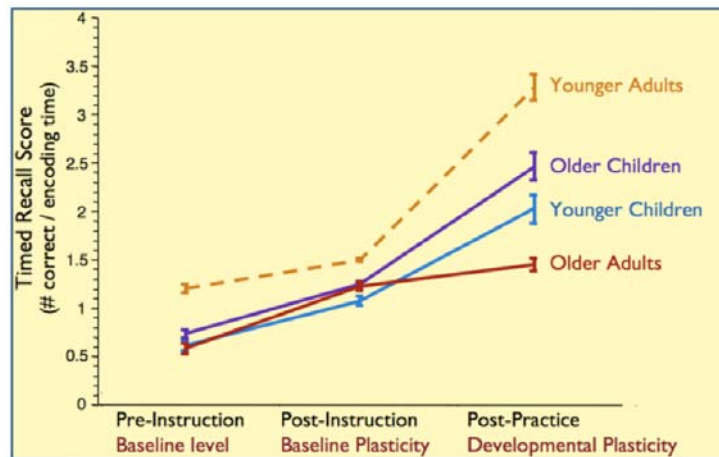 Timed Recall Score
(# correct / encoding time)
4
3.5
3
2.5
2
1.5
1
0.5
0
Younger Adults
Older Children
Younger Children
Older Adults
Pre-Instruction Post-Instruction Post-Practice
Baseline level Baseline Plasticity Developmental Plasticity